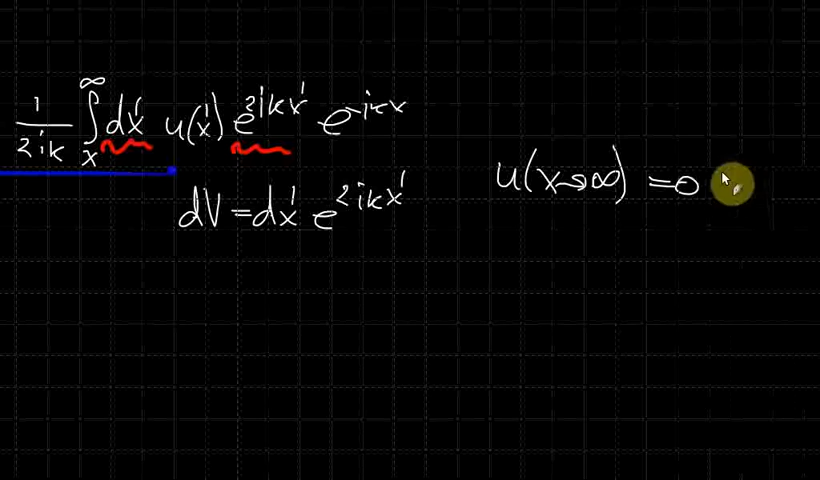 1/2ik ∫_x^∞ dx' u(x') e^{2ikx'} e^{-ikx}
u(x→∞) = 0
dV = dx' e^{2ikx'}